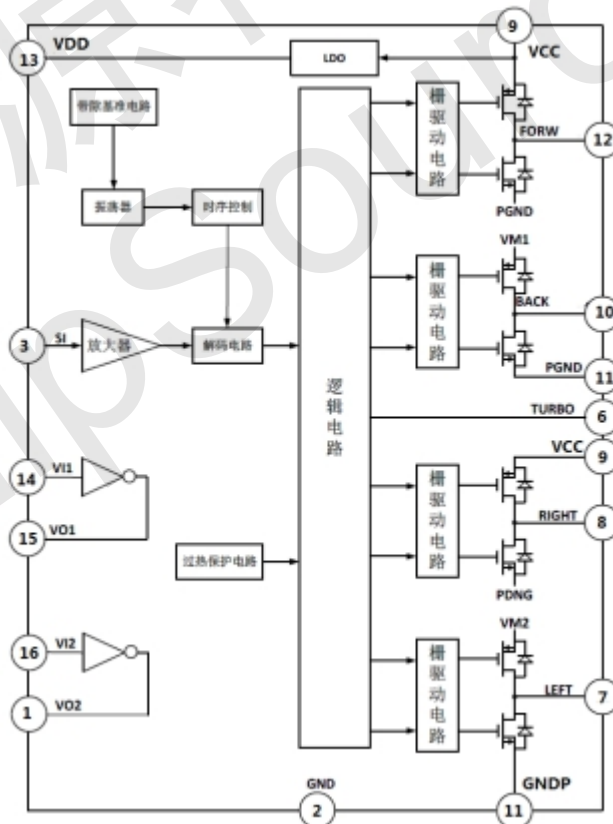 9
VDD
VCC
13
LDO
带隙基准电路
栅驱动电路
FORW
12
振荡器
时序控制
PGND
VM1
栅驱动电路
BACK
10
3
SI
放大器
解码电路
PGND
11
逻辑电路
TURBO
6
VCC
9
14
VI1
栅驱动电路
RIGHT
8
15
VO1
过热保护电路
PDNG
VM2
16
VI2
栅驱动电路
LEFT
7
1
VO2
GND
2
GNDP
11